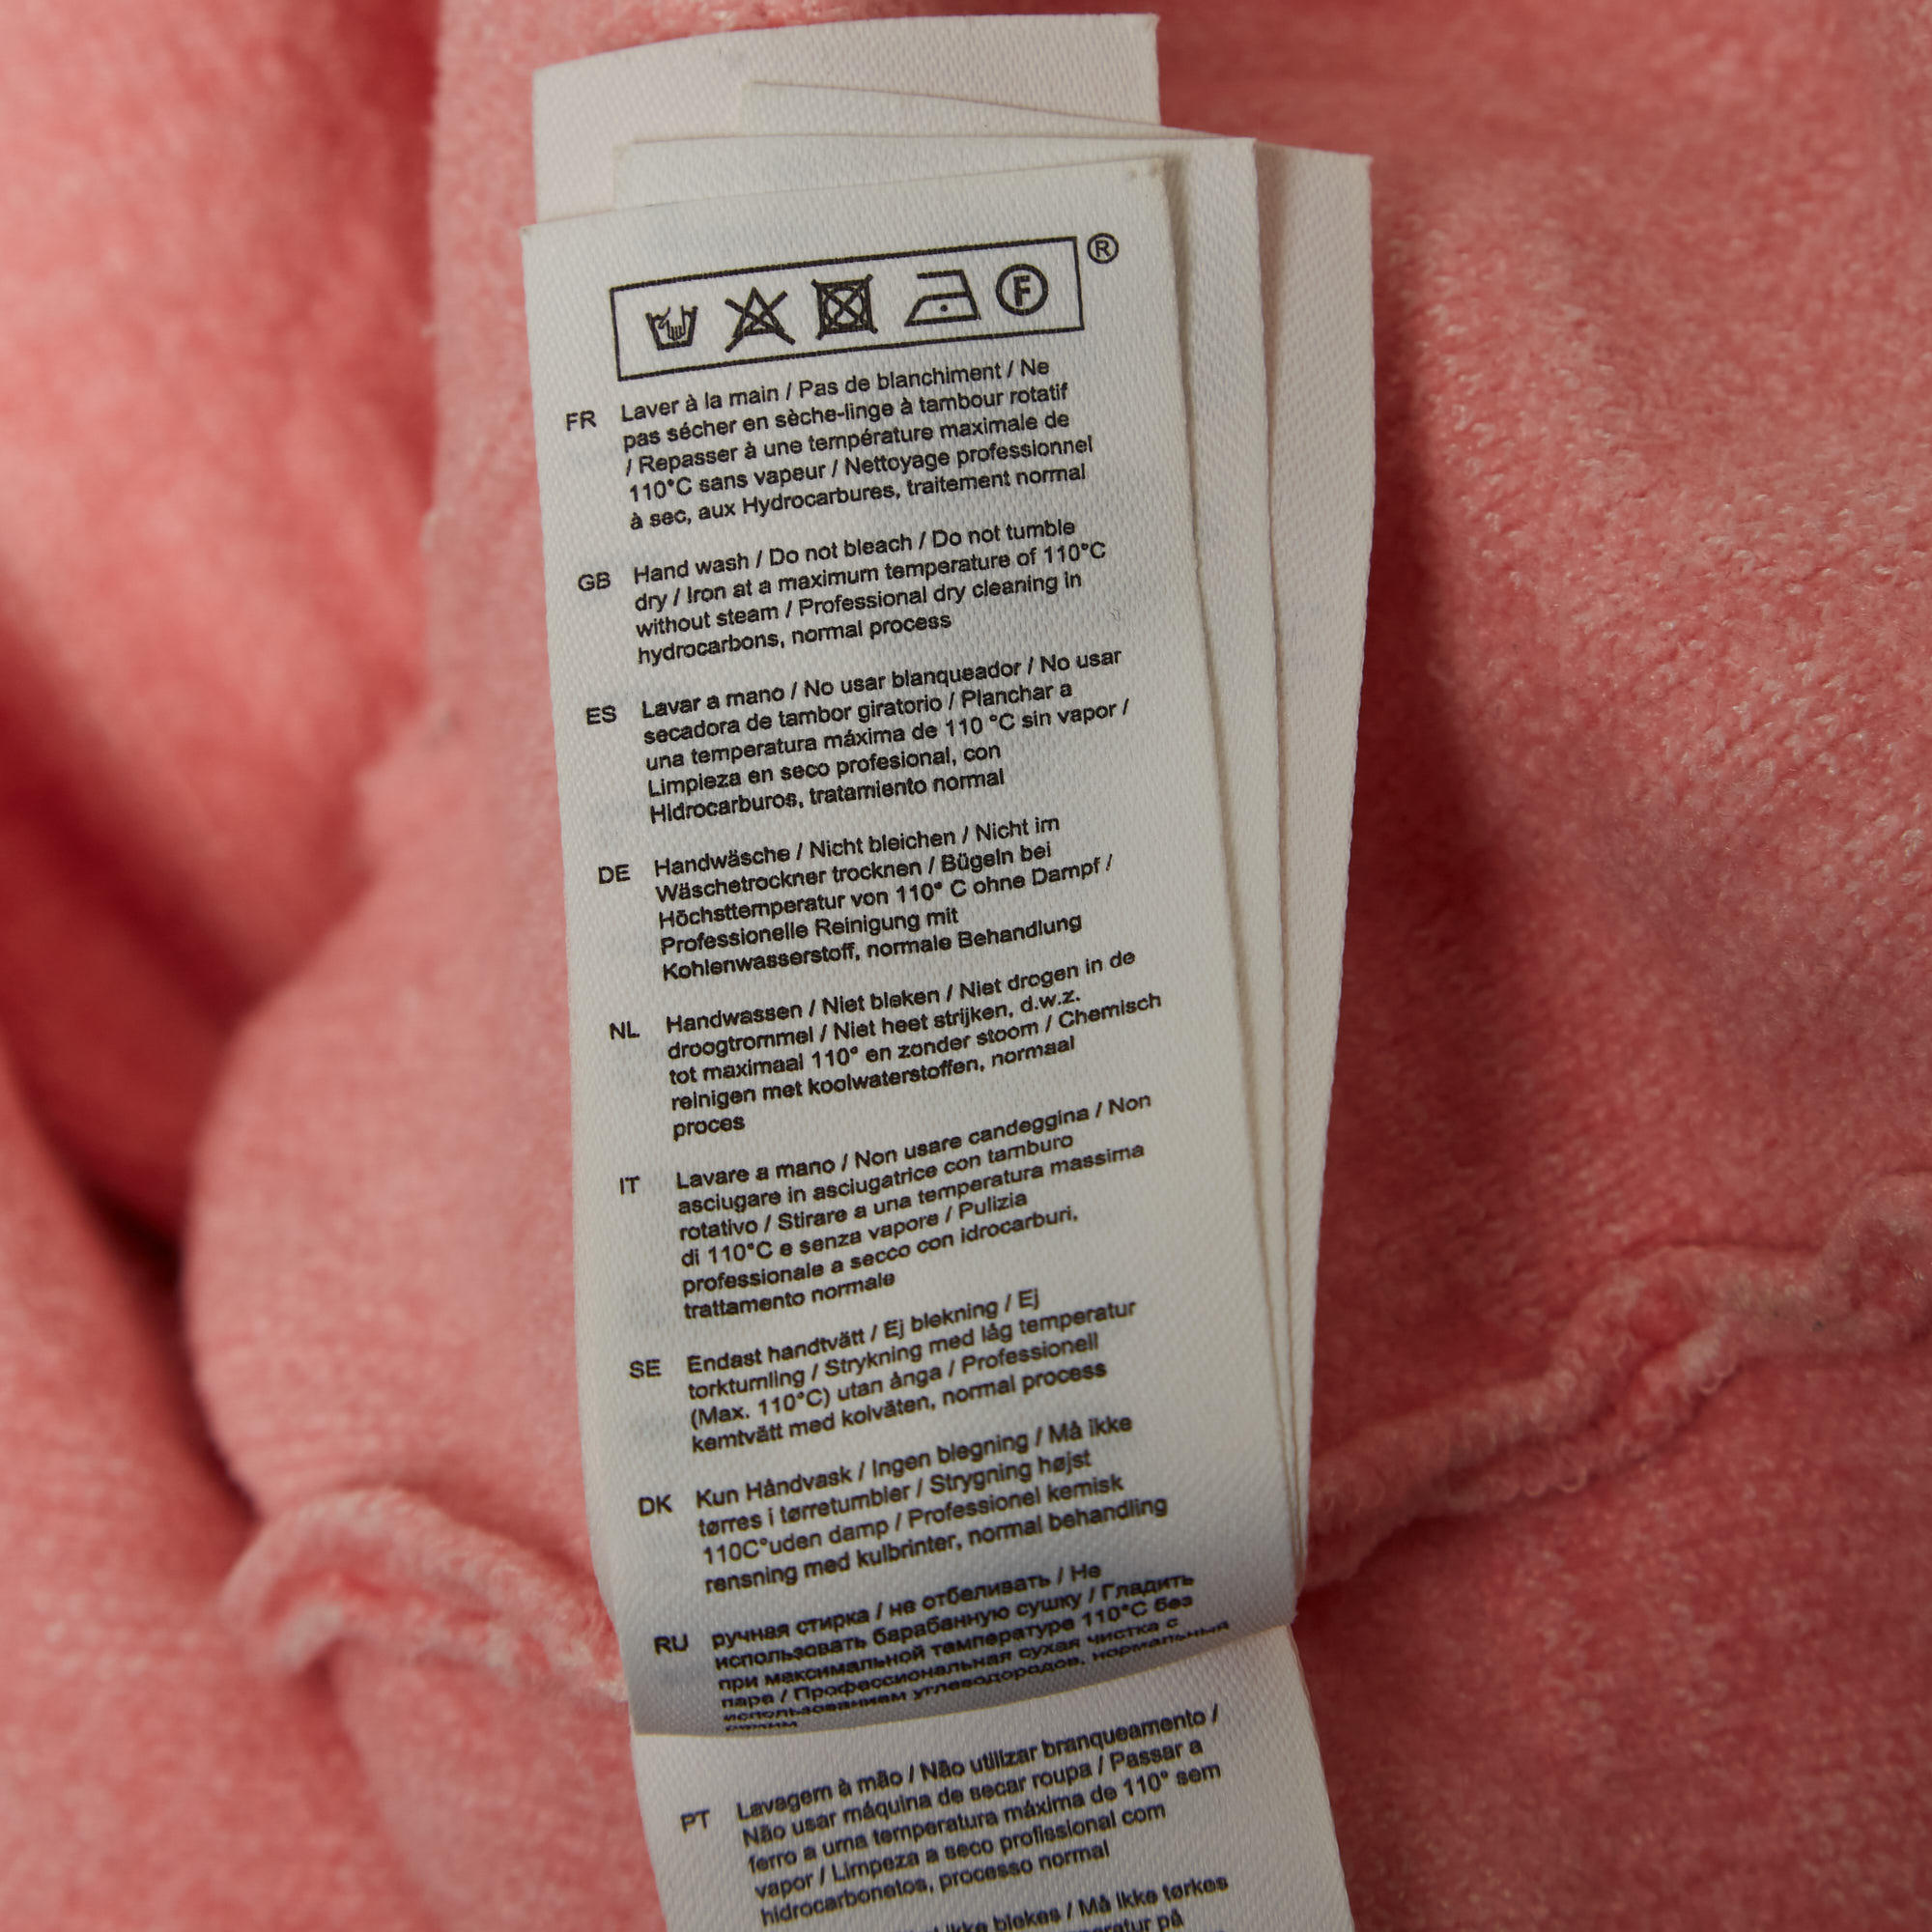 ®
F
FR Laver à la main / Pas de blanchiment / Ne
pas sécher en sèche-linge à tambour rotatif
/ Repasser à une température maximale de
110°C sans vapeur / Nettoyage professionnel
à sec, aux Hydrocarbures, traitement normal
GB Hand wash / Do not bleach / Do not tumble
dry / Iron at a maximum temperature of 110°C
without steam / Professional dry cleaning in
hydrocarbons, normal process
ES Lavar a mano / No usar blanqueador / No usar
secadora de tambor giratorio / Planchar a
una temperatura máxima de 110 °C sin vapor /
Limpieza en seco profesional, con
Hidrocarburos, tratamiento normal
DE Handwäsche / Nicht bleichen / Nicht im
Wäschetrockner trocknen / Bügeln bei
Höchsttemperatur von 110° C ohne Dampf /
Professionelle Reinigung mit
Kohlenwasserstoff, normale Behandlung
NL Handwassen / Niet bleken / Niet drogen in de
droogtrommel / Niet heet strijken, d.w.z.
tot maximaal 110° en zonder stoom / Chemisch
reinigen met koolwaterstoffen, normaal
proces
IT Lavare a mano / Non usare candeggina / Non
asciugare in asciugatrice con tamburo
rotativo / Stirare a una temperatura massima
di 110°C e senza vapore / Pulizia
professionale a secco con idrocarburi,
trattamento normale
SE Endast handtvätt / Ej blekning / Ej
torktumling / Strykning med låg temperatur
(Max. 110°C) utan ånga / Professionell
kemtvätt med kolväten, normal process
DK Kun Håndvask / Ingen blegning / Må ikke
tørres i tørretumbler / Strygning højst
110C°uden damp / Professionel kemisk
rensning med kulbrinter, normal behandling
RU ручная стирка / не отбеливать / Не
использовать барабанную сушку / Гладить
при максимальной температуре 110°C без
пара / Профессиональная сухая чистка с
использованием углеводородов, нормальный
режим
PT Lavagem à mão / Não utilizar branqueamento /
Não usar máquina de secar roupa / Passar a
ferro a uma temperatura máxima de 110° sem
vapor / Limpeza a seco profissional com
hidrocarbonetos, processo normal
ikke blekes / Må ikke tørkes
på